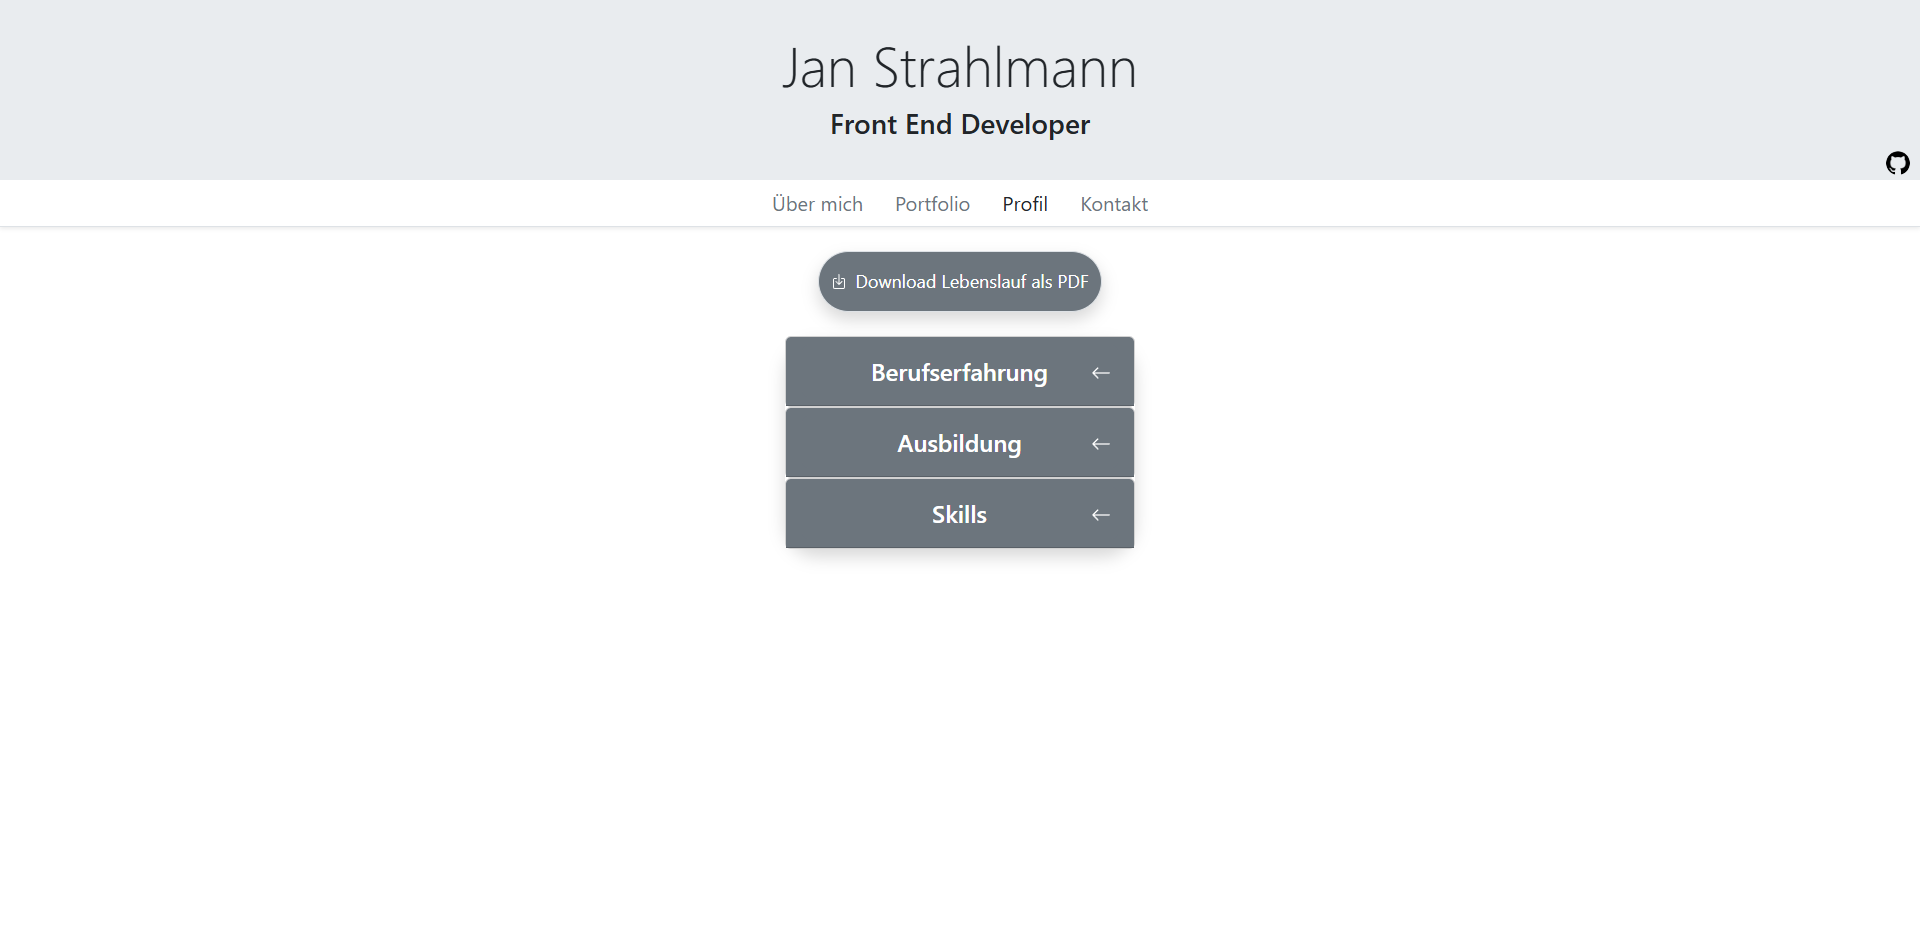 Jan Strahlmann
Front End Developer
Über mich Portfolio Profil Kontakt
Download Lebenslauf als PDF
Berufserfahrung
Ausbildung
Skills